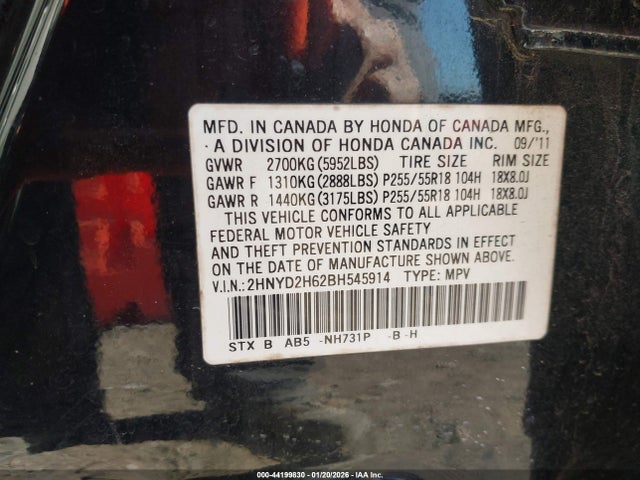 MFD. IN CANADA BY HONDA OF CANADA MFG.,
A DIVISION OF HONDA CANADA INC. 09/'11
GVWR 2700KG(5952LBS) TIRE SIZE RIM SIZE
GAWR F 1310KG(2888LBS) P255/55R18 104H 18X8.0J
GAWR R 1440KG(3175LBS) P255/55R18 104H 18X8.0J
THIS VEHICLE CONFORMS TO ALL APPLICABLE
FEDERAL MOTOR VEHICLE SAFETY
AND THEFT PREVENTION STANDARDS IN EFFECT
ON THE DATE OF MANUFACTURE SHOWN ABOVE.
V.I.N.:2HNYD2H62BH545914 TYPE: MPV
STX B AB5 -NH731P -B-H
000-44199830 - 01/20/2026 - IAA Inc.